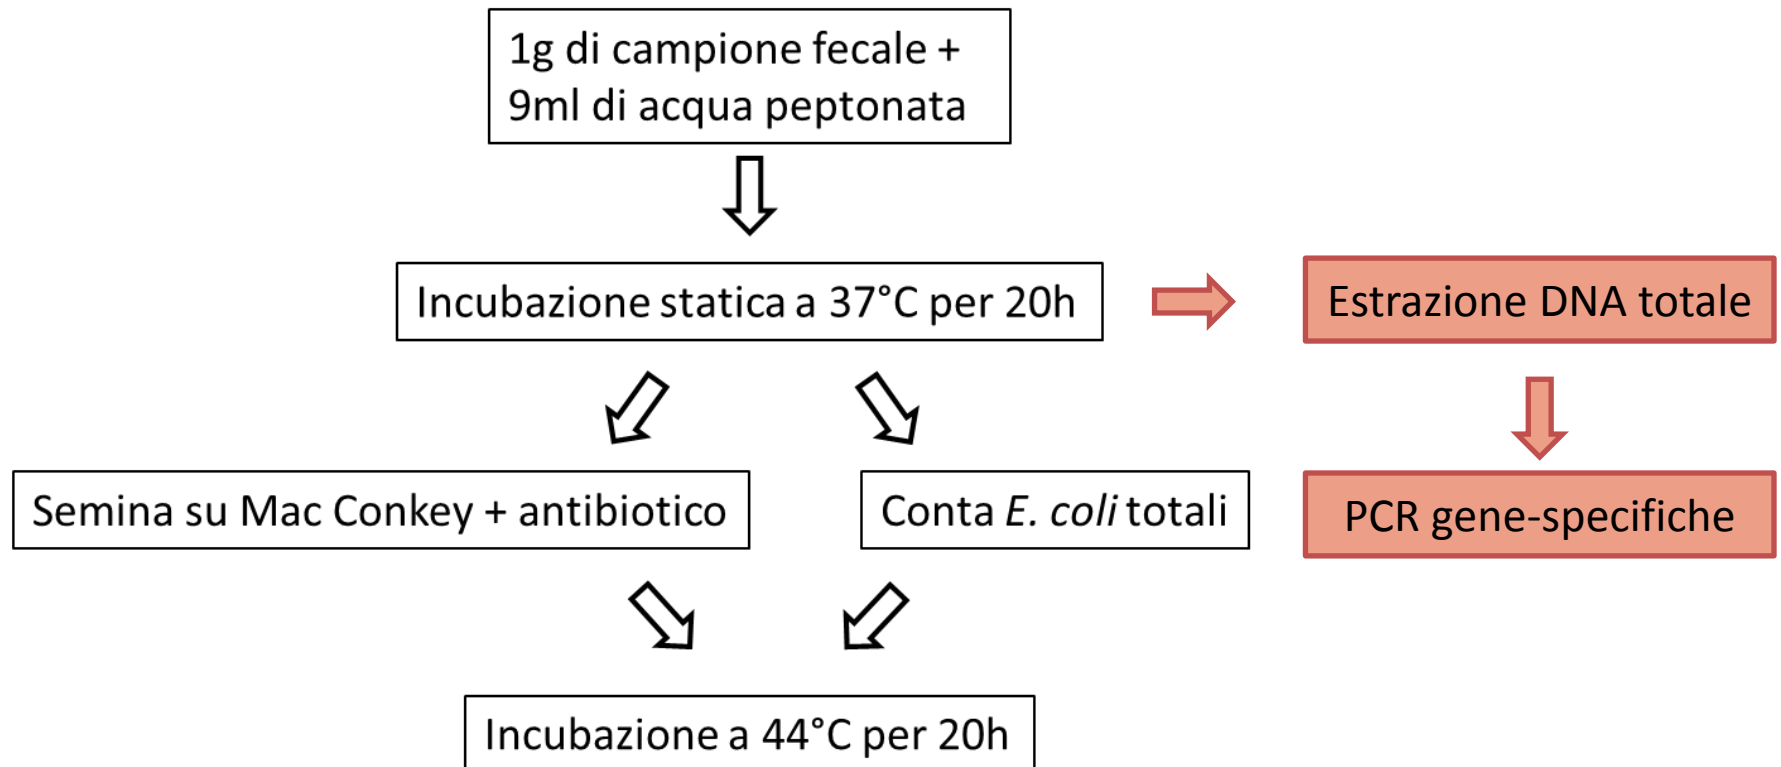 1g di campione fecale +
9ml di acqua peptonata
Incubazione statica a 37°C per 20h
Estrazione DNA totale
Semina su Mac Conkey + antibiotico
Conta E. coli totali
PCR gene-specifiche
Incubazione a 44°C per 20h